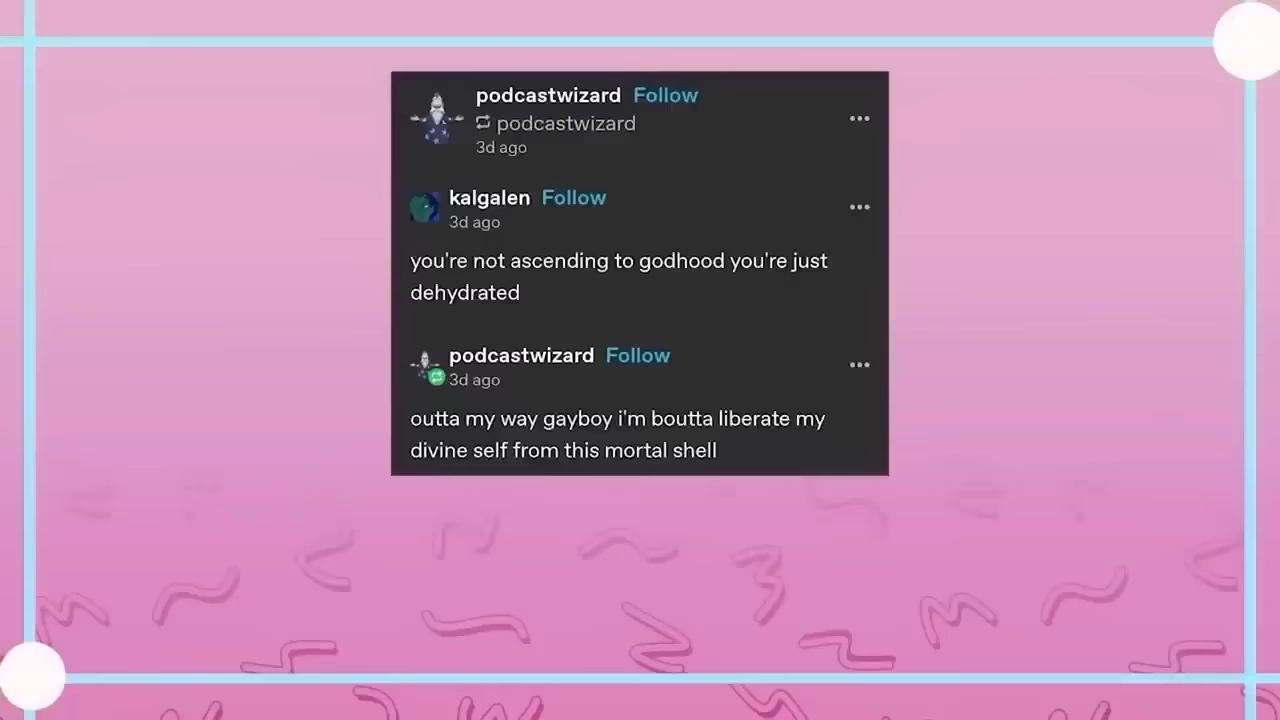 podcastwizard Follow
podcastwizard
3d ago
kalgalen Follow
3d ago
you're not ascending to godhood you're just
dehydrated
podcastwizard Follow
3d ago
outta my way gayboy i'm boutta liberate my
divine self from this mortal shell